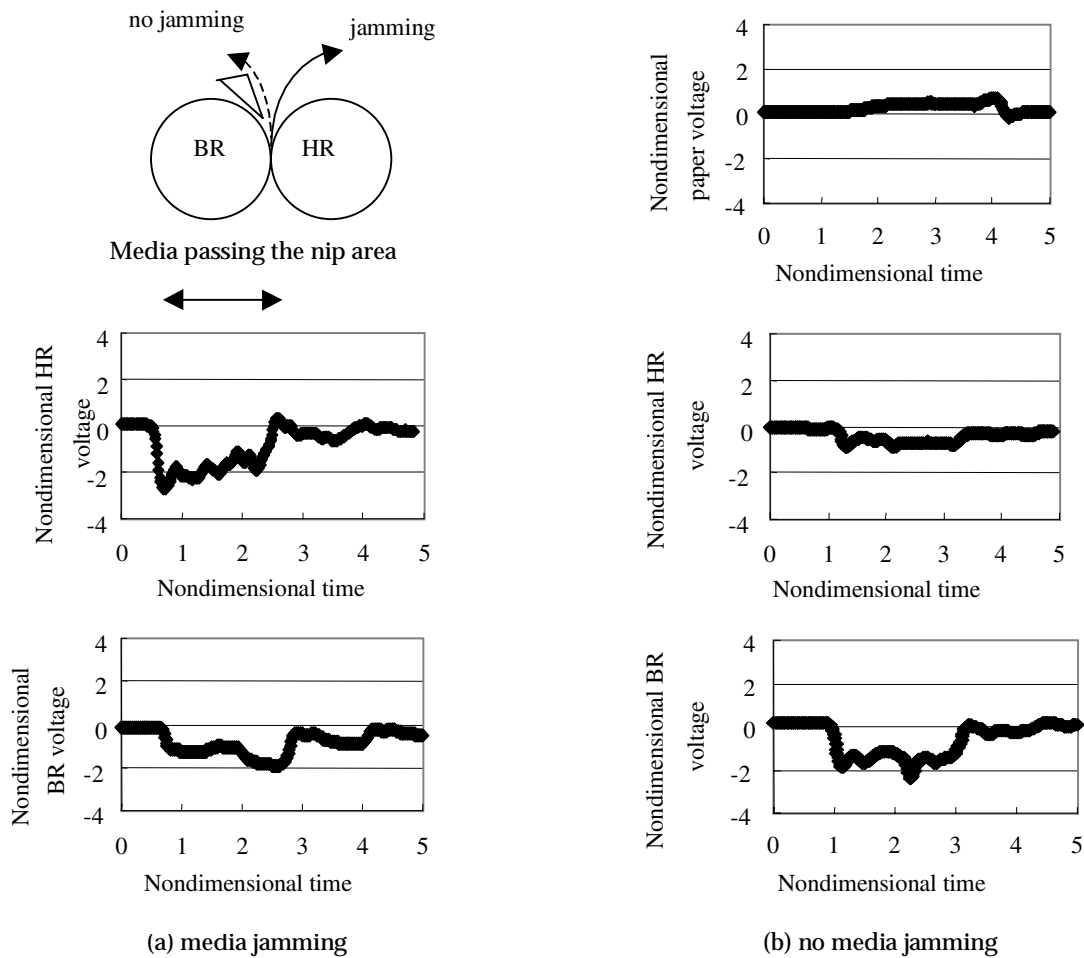 no jamming
jamming
BR
HR
Media passing the nip area
4
2
0
-2
-4
0 1 2 3 4 5
Nondimensional HR
voltage
Nondimensional time
4
2
0
-2
-4
0 1 2 3 4 5
Nondimensional
BR voltage
Nondimensional time
(a) media jamming
4
2
0
-2
-4
0 1 2 3 4 5
Nondimensional
paper voltage
Nondimensional time
4
2
0
-2
-4
0 1 2 3 4 5
Nondimensional HR
voltage
Nondimensional time
4
2
0
-2
-4
0 1 2 3 4 5
Nondimensional BR
voltage
Nondimensional time
(b) no media jamming